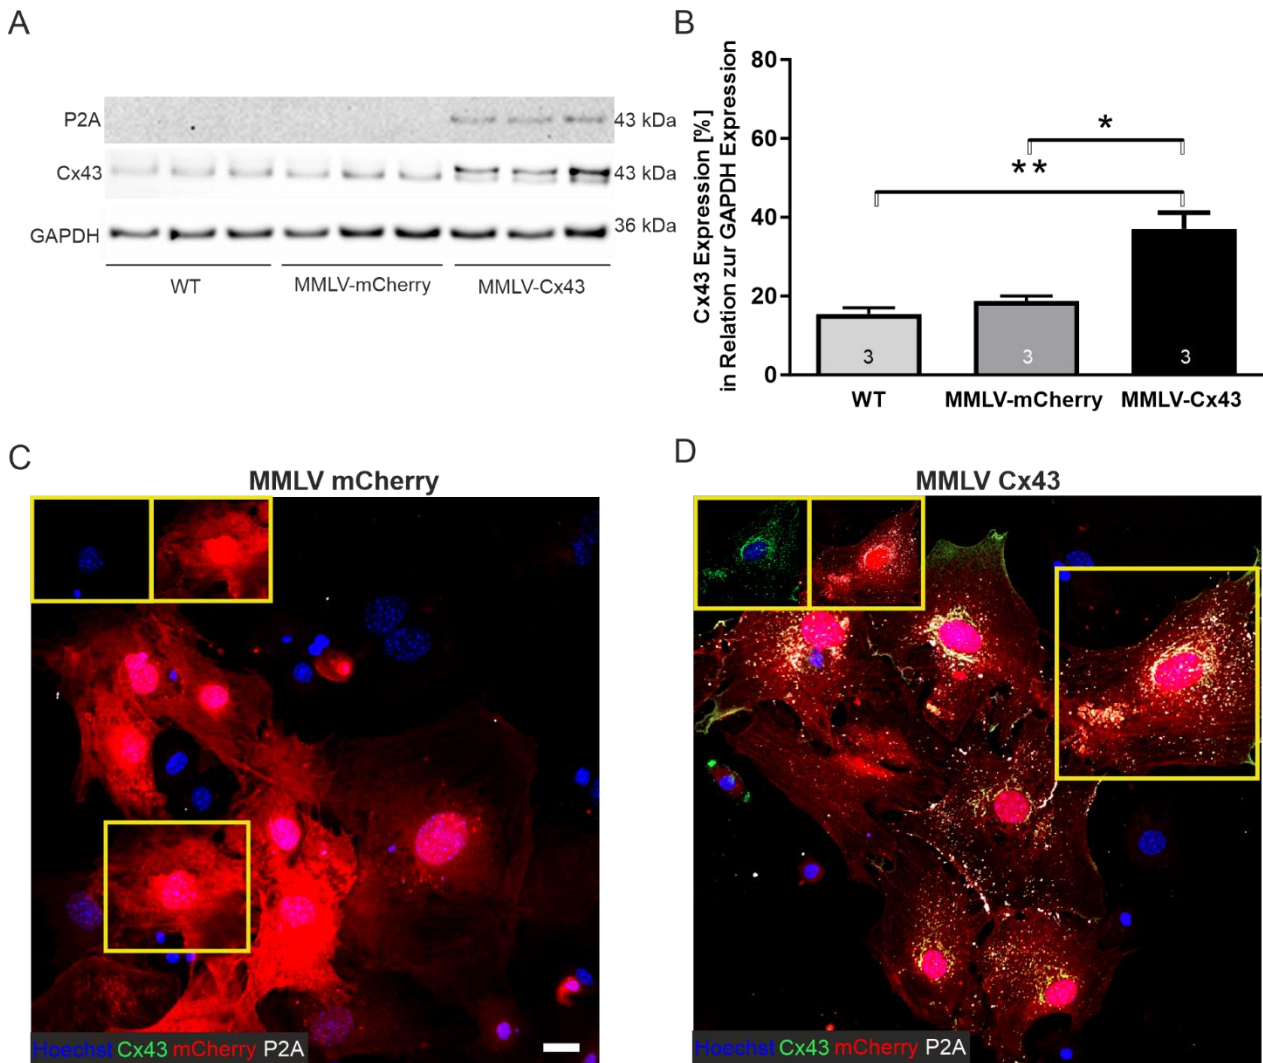 A
P2A
43 kDa
Cx43
43 kDa
GAPDH
36 kDa
WT
MMLV-mCherry
MMLV-Cx43
B
Cx43 Expression [%]
in Relation zur GAPDH Expression
80
60
40
20
0
*
**
3
3
3
WT
MMLV-mCherry
MMLV-Cx43
C
MMLV mCherry
Hoechst Cx43 mCherry P2A
D
MMLV Cx43
Hoechst Cx43 mCherry P2A